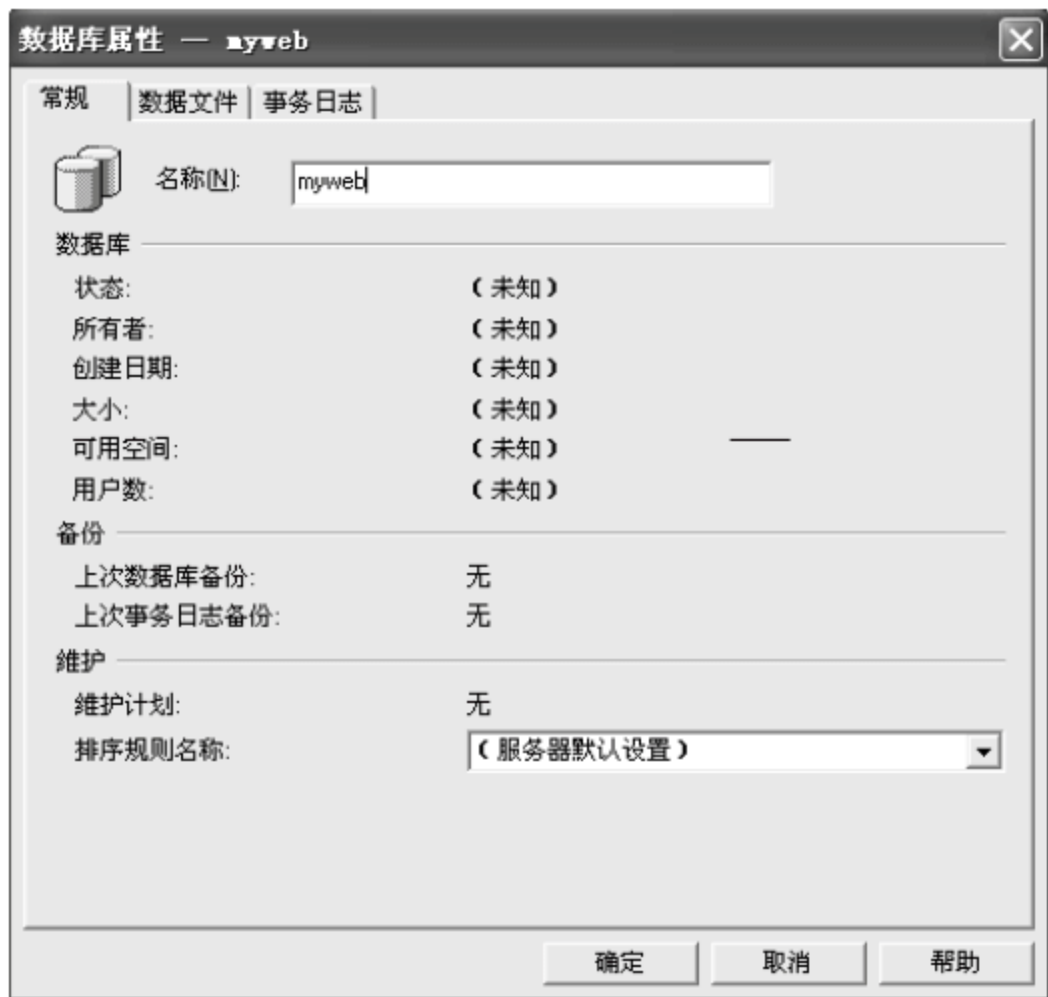 数据库属性 — myweb
常规 数据文件 事务日志
名称(N): myweb
数据库
状态: (未知)
所有者: (未知)
创建日期: (未知)
大小: (未知)
可用空间: (未知)
用户数: (未知)
备份
上次数据库备份: 无
上次事务日志备份: 无
维护
维护计划: 无
排序规则名称: (服务器默认设置)
确定 取消 帮助